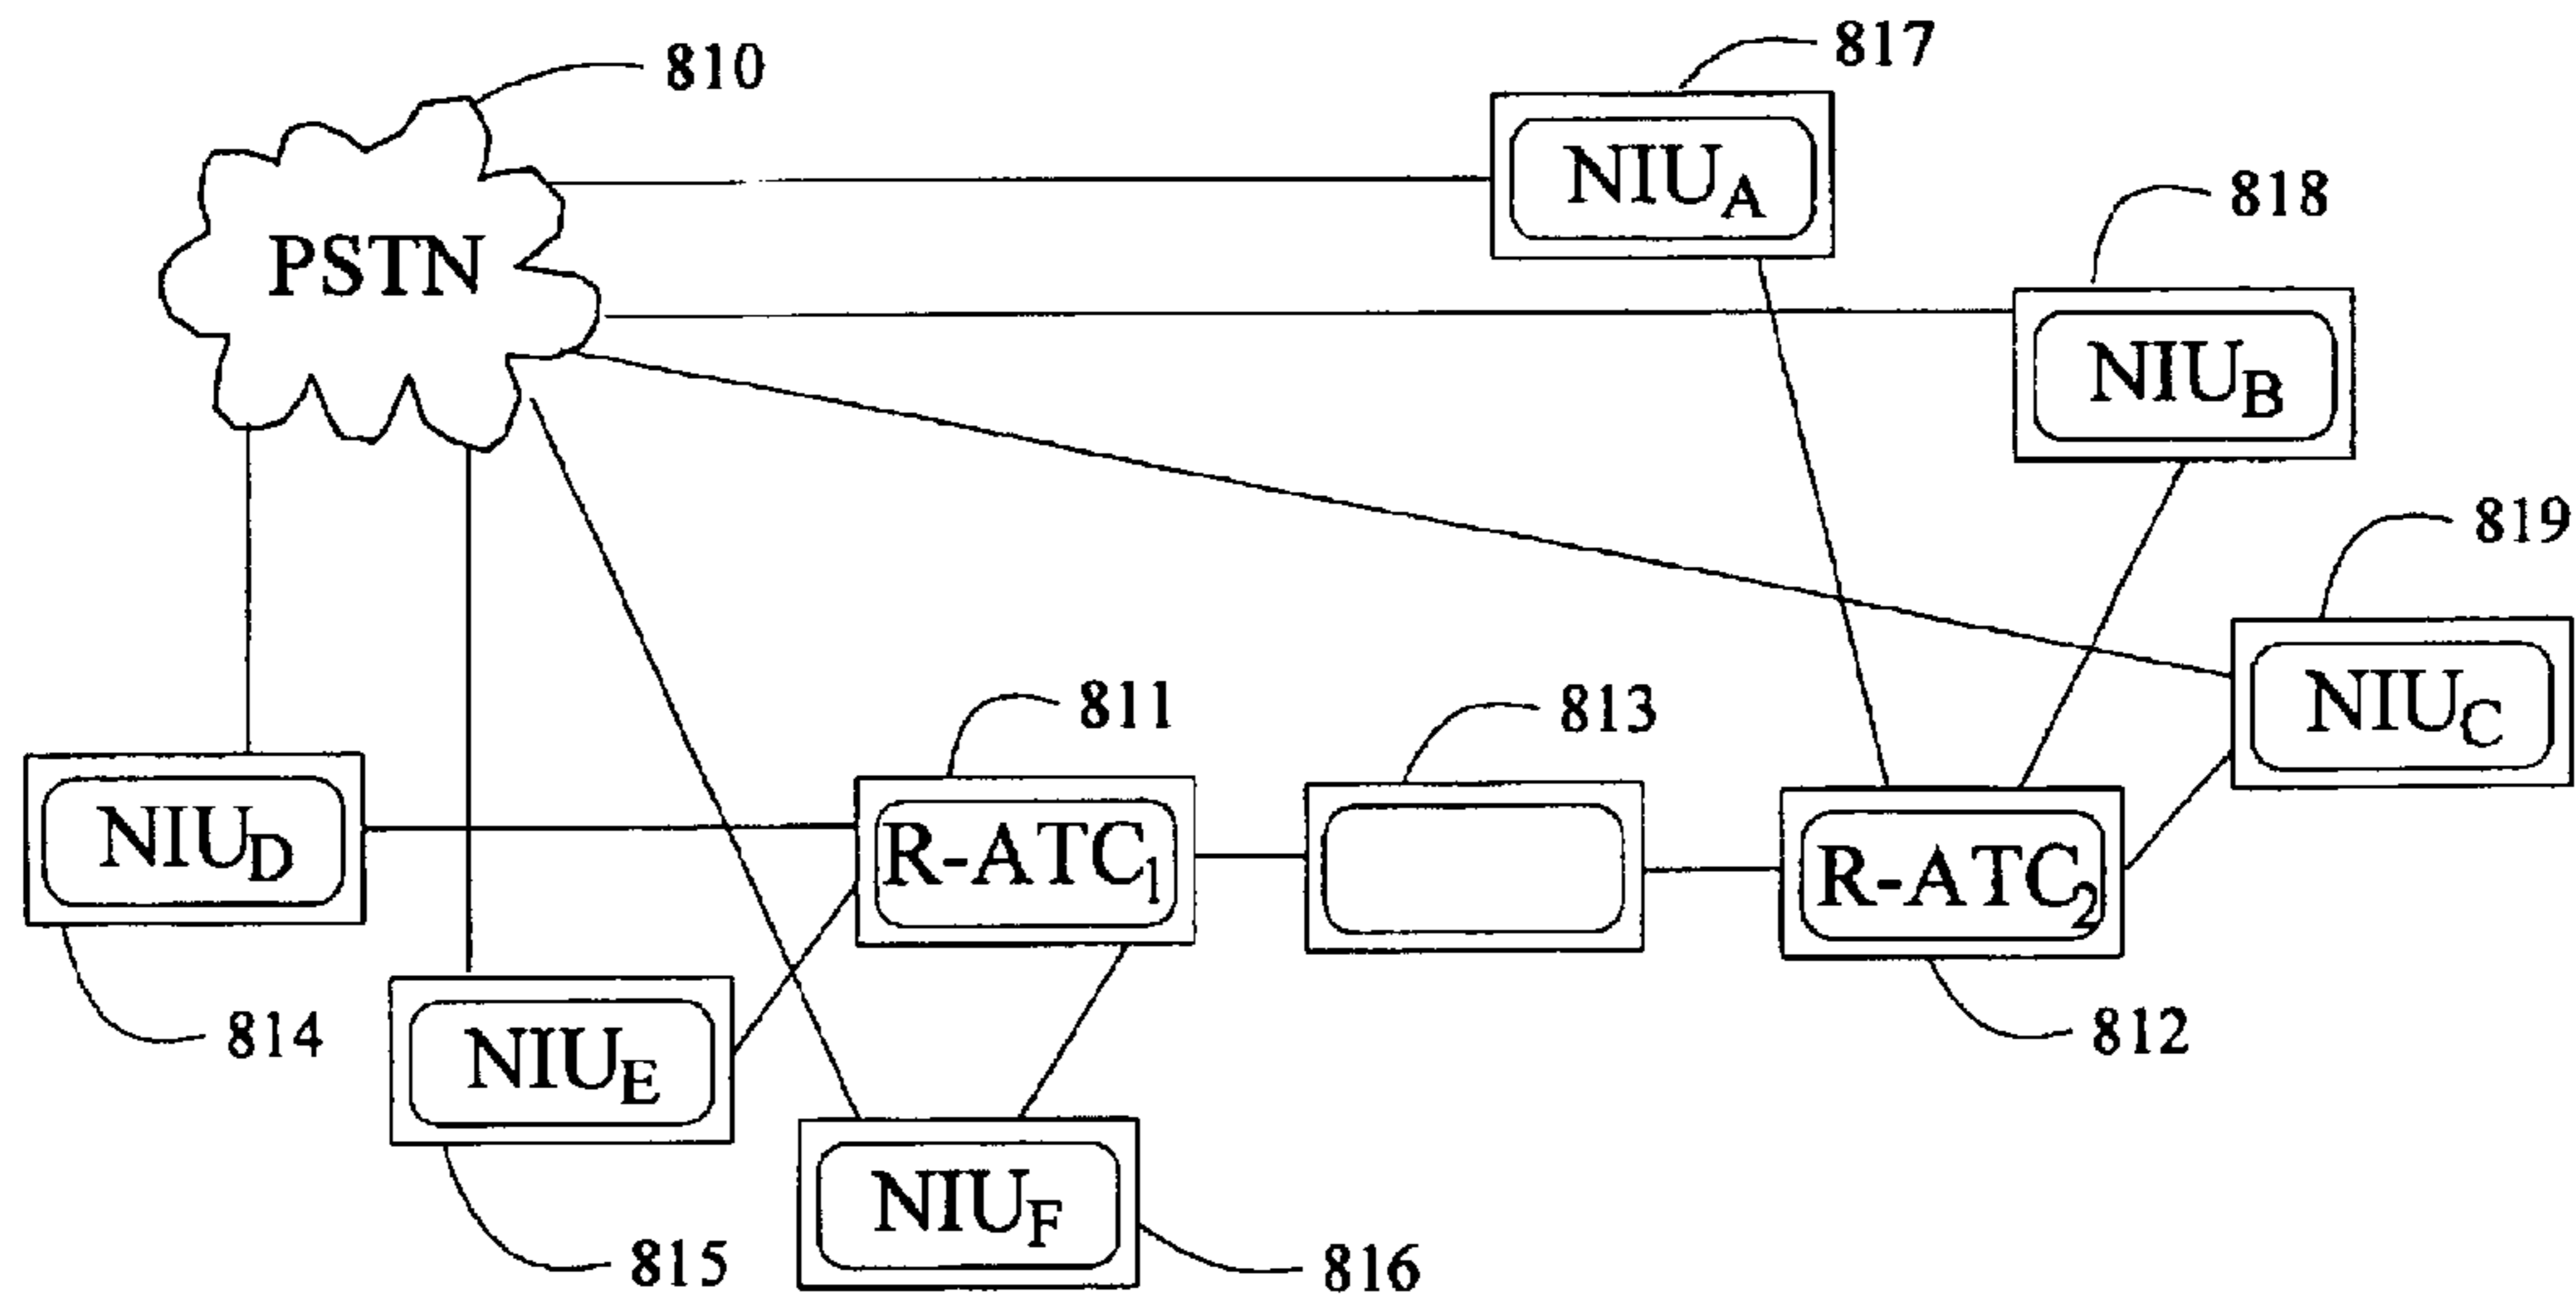 810
817
NIU_A
818
PSTN
NIU_B
819
NIU_C
811
813
NIU_D
R-ATC_1
R-ATC_2
814
NIU_E
812
NIU_F
815
816